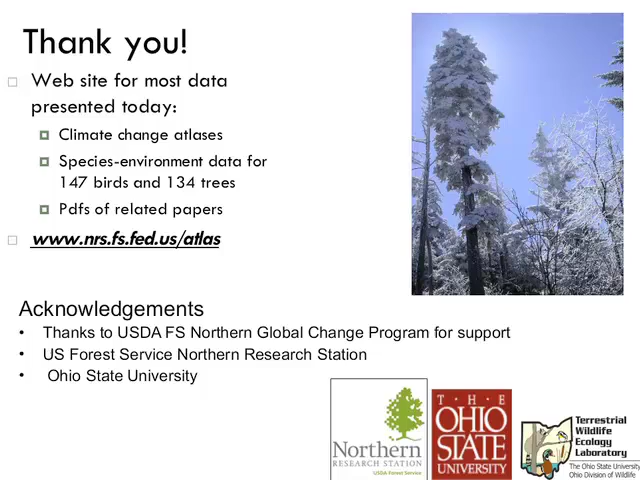 Thank you!
Web site for most data
presented today:
Climate change atlases
Species-environment data for
147 birds and 134 trees
Pdfs of related papers
www.nrs.fs.fed.us/atlas
Acknowledgements
• Thanks to USDA FS Northern Global Change Program for support
• US Forest Service Northern Research Station
• Ohio State University
Northern
RESEARCH STATION
USDA Forest Service
T·H·E
OHIO
STATE
UNIVERSITY
Terrestrial
Wildlife
Ecology
Laboratory
The Ohio State University
Ohio Division of Wildlife